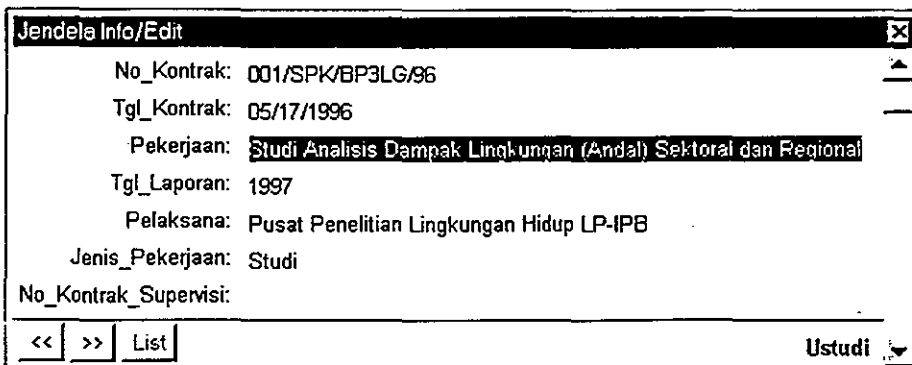 Jendela Info/Edit
No_Kontrak: 001/SPK/BP3LG/96
Tgl_Kontrak: 05/17/1996
Pekerjaan: Studi Analisis Dampak Lingkungan (Andal) Sektoral dan Regional
Tgl_Laporan: 1997
Pelaksana: Pusat Penelitian Lingkungan Hidup LP-IPB
Jenis_Pekerjaan: Studi
No_Kontrak_Supervisi:
<< >> List Ustudi